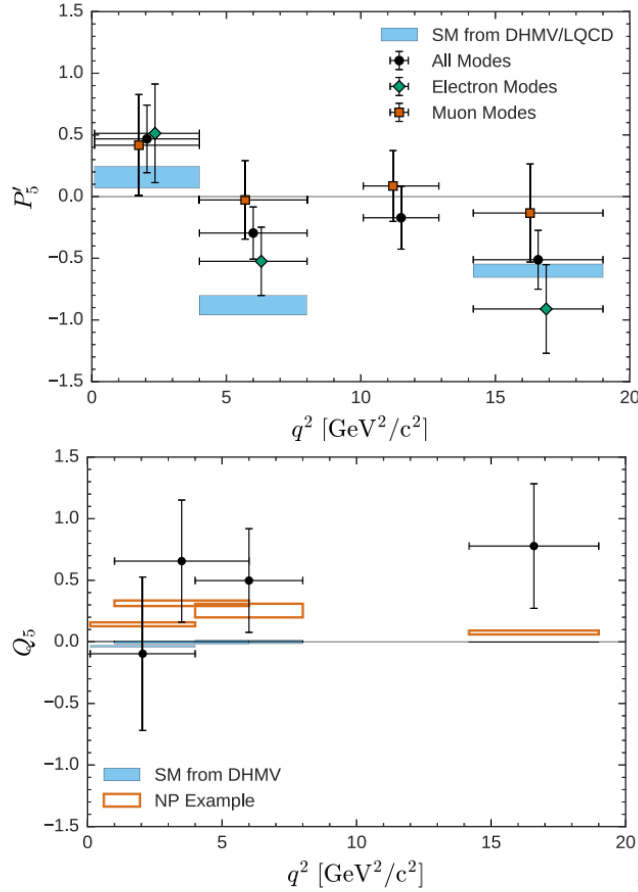 1.5
1.0
0.5
0.0
−0.5
−1.0
−1.5
P′5
SM from DHMV/LQCD
All Modes
Electron Modes
Muon Modes
0 5 10 15 20
q² [GeV²/c²]
1.5
1.0
0.5
0.0
−0.5
−1.0
−1.5
Q5
SM from DHMV
NP Example
0 5 10 15 20
q² [GeV²/c²]